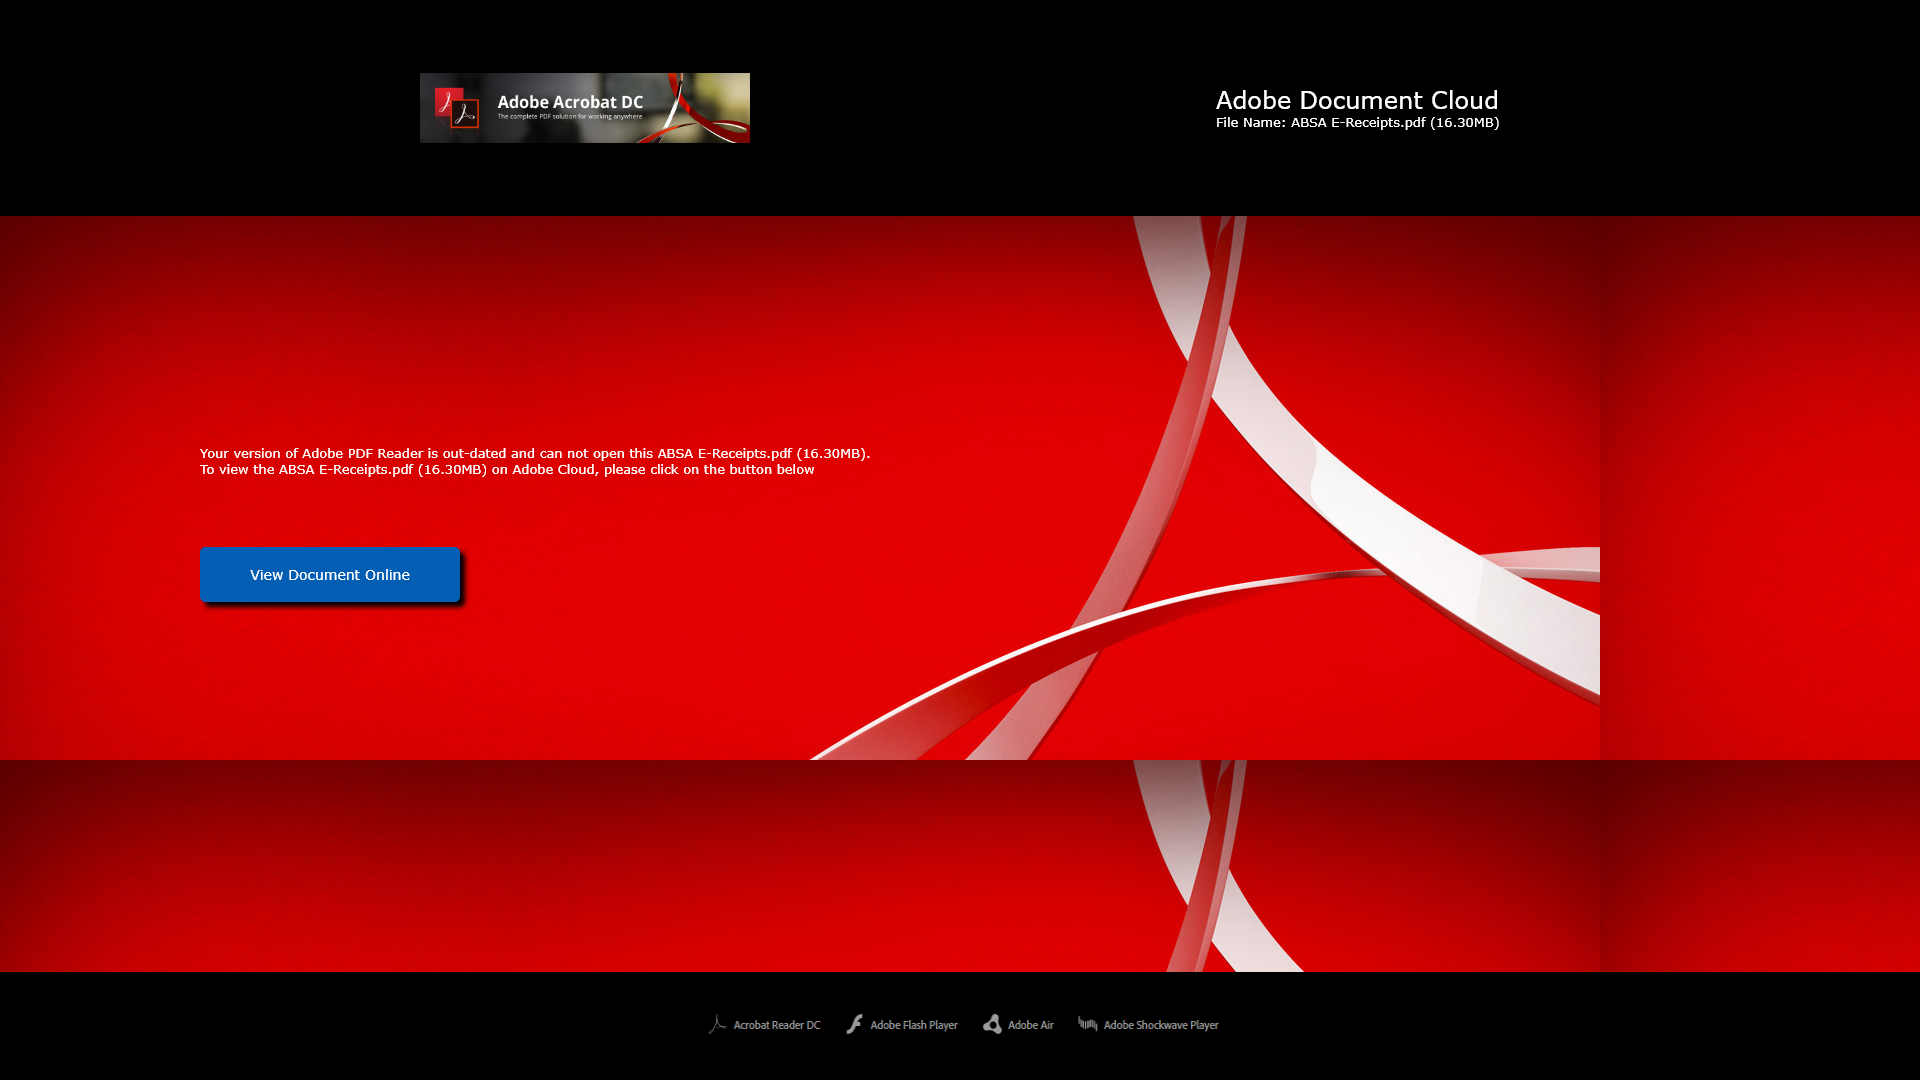 Adobe Acrobat DC
The complete PDF solution for working anywhere
Adobe Document Cloud
File Name: ABSA E-Receipts.pdf (16.30MB)
Your version of Adobe PDF Reader is out-dated and can not open this ABSA E-Receipts.pdf (16.30MB).
To view the ABSA E-Receipts.pdf (16.30MB) on Adobe Cloud, please click on the button below
View Document Online
Acrobat Reader DC
Adobe Flash Player
Adobe Air
Adobe Shockwave Player